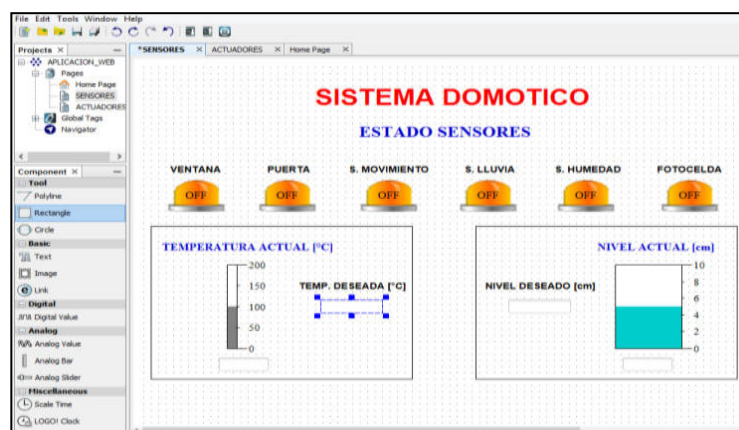 File Edit Tools Window Help
Projects
APLICACION_WEB
Pages
Home Page
SENSORES
ACTUADORES
Global Tags
Navigator
Component
Tool
Polyline
Rectangle
Circle
Basic
Text
Image
Link
Digital
Digital Value
Analog
Analog Value
Analog Bar
Analog Slider
Miscellaneous
Scale Time
LOGO! Clock
*SENSORES ACTUADORES Home Page
SISTEMA DOMOTICO
ESTADO SENSORES
VENTANA PUERTA S. MOVIMIENTO S. LLUVIA S. HUMEDAD FOTOCELDA
OFF OFF OFF OFF OFF OFF
TEMPERATURA ACTUAL [°C]
200
150
100
50
0
TEMP. DESEADA [°C]
NIVEL DESEADO [cm]
NIVEL ACTUAL [cm]
10
8
6
4
2
0